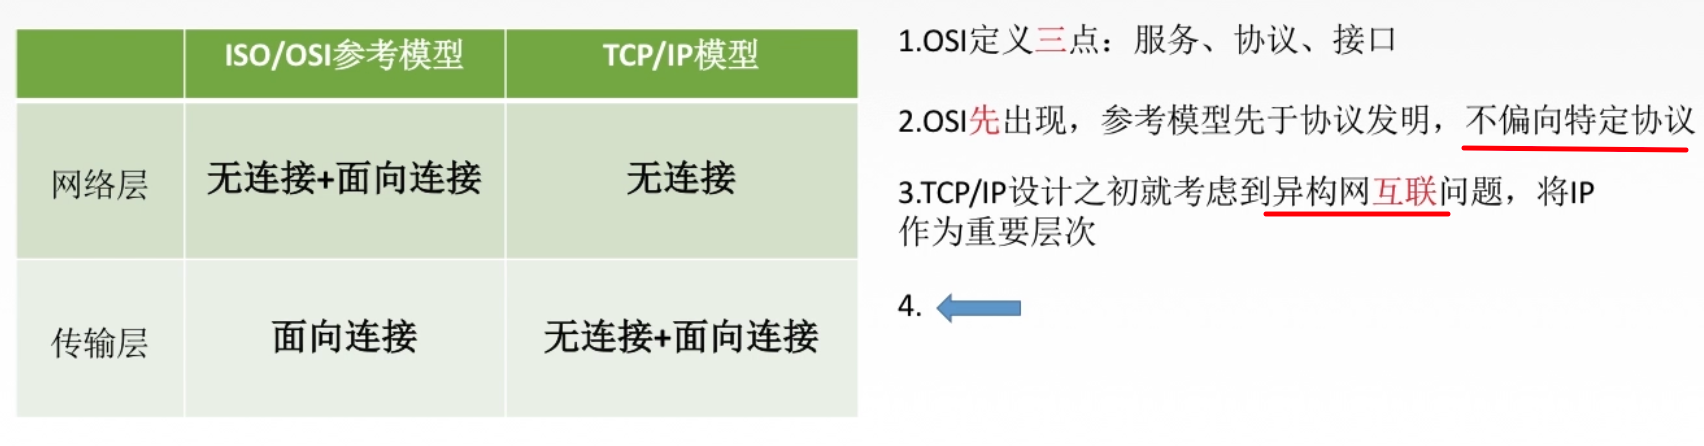 ISO/OSI参考模型 TCP/IP模型
网络层 无连接+面向连接 无连接
传输层 面向连接 无连接+面向连接
1.OSI定义三点：服务、协议、接口
2.OSI先出现，参考模型先于协议发明，不偏向特定协议
3.TCP/IP设计之初就考虑到异构网互联问题，将IP
作为重要层次
4.